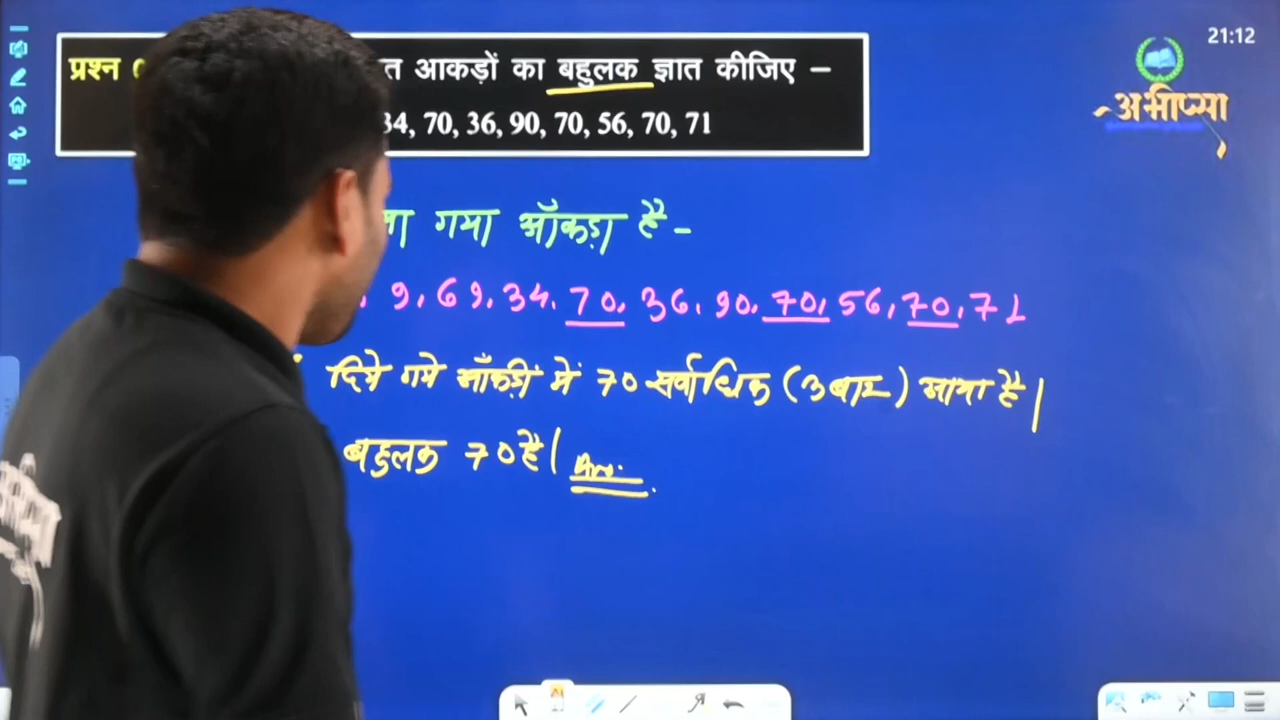 प्रश्न
आकड़ों का बहुलक ज्ञात कीजिए –
34, 70, 36, 90, 70, 56, 70, 71
21:12
अभीप्सा
गया आँकड़ा है-
9, 69, 34, 70, 36, 90, 70, 56, 70, 71
दिये गये आँकड़ों में 70 सर्वाधिक (3 बार) आया है|
बहुलक 70 है| Ans.